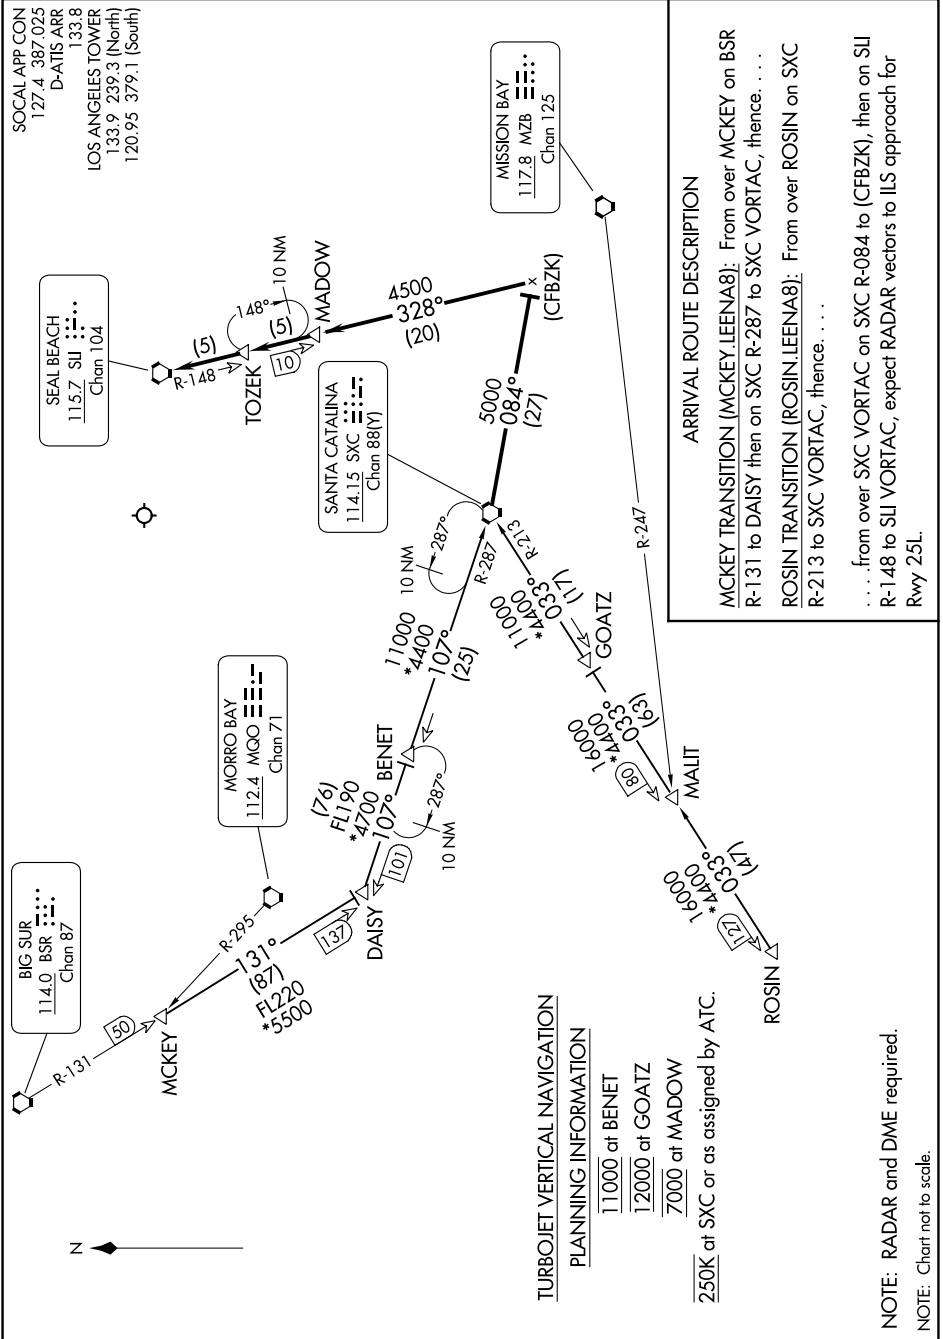 SOCAL APP CON
127.4 387.025
D-ATIS ARR
133.8
LOS ANGELES TOWER
133.9 239.3 (North)
120.95 379.1 (South)
SEAL BEACH
115.7 SLI
Chan 104
MISSION BAY
117.8 MZB
Chan 125
SANTA CATALINA
114.15 SXC
Chan 88(Y)
MORRO BAY
112.4 MQO
Chan 71
BIG SUR
114.0 BSR
Chan 87
N
R-131
50
MCKEY
R-295
131°
(87)
FL220
*5500
137
DAISY
101
(76)
FL190
*4700
107°
287°
10 NM
BENET
11000
*4400
107°
(25)
10 NM
287°
R-287
R-213
5000
084°
(27)
(CFBZK)
x
4500
328°
(20)
MADOW
10 NM
148°
(5)
10
TOZEK
(5)
R-148
R-247
11000
*4400
033°
(17)
GOATZ
16000
*4400
033°
(63)
80
MALIT
16000
*4400
033°
(47)
127
ROSIN
TURBOJET VERTICAL NAVIGATION
PLANNING INFORMATION
11000 at BENET
12000 at GOATZ
7000 at MADOW
250K at SXC or as assigned by ATC.
NOTE: RADAR and DME required.
NOTE: Chart not to scale.
ARRIVAL ROUTE DESCRIPTION
MCKEY TRANSITION (MCKEY.LEENA8): From over MCKEY on BSR
R-131 to DAISY then on SXC R-287 to SXC VORTAC, thence. . . .
ROSIN TRANSITION (ROSIN.LEENA8): From over ROSIN on SXC
R-213 to SXC VORTAC, thence. . . .
. . . .from over SXC VORTAC on SXC R-084 to (CFBZK), then on SLI
R-148 to SLI VORTAC, expect RADAR vectors to ILS approach for
Rwy 25L.